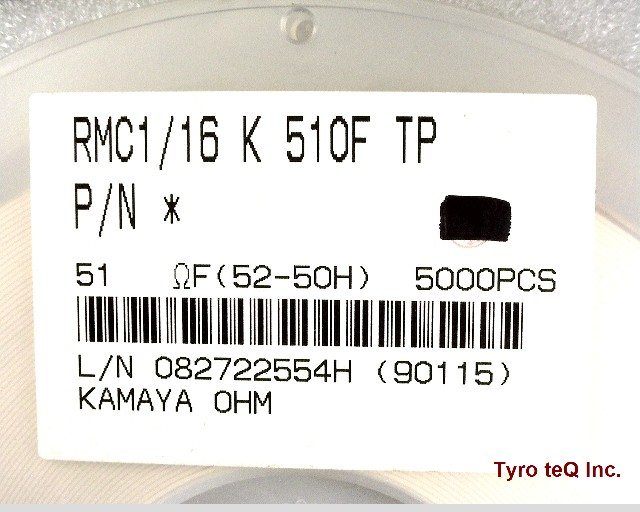 RMC1/16 K 510F TP
P/N *
51 ΩF(52-50H) 5000PCS
L/N 082722554H (90115)
KAMAYA OHM
Tyro teQ Inc.